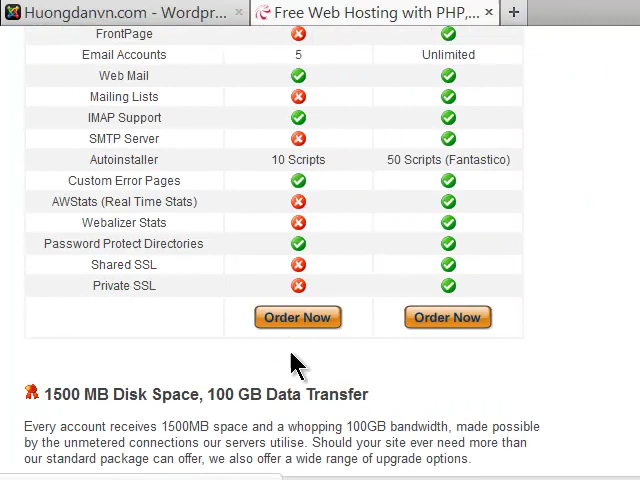 Huongdanvn.com - Wordpr...
Free Web Hosting with PHP,...
FrontPage
Email Accounts 5 Unlimited
Web Mail
Mailing Lists
IMAP Support
SMTP Server
Autoinstaller 10 Scripts 50 Scripts (Fantastico)
Custom Error Pages
AWStats (Real Time Stats)
Webalizer Stats
Password Protect Directories
Shared SSL
Private SSL
Order Now Order Now
1500 MB Disk Space, 100 GB Data Transfer
Every account receives 1500MB space and a whopping 100GB bandwidth, made possible
by the unmetered connections our servers utilise. Should your site ever need more than
our standard package can offer, we also offer a wide range of upgrade options.